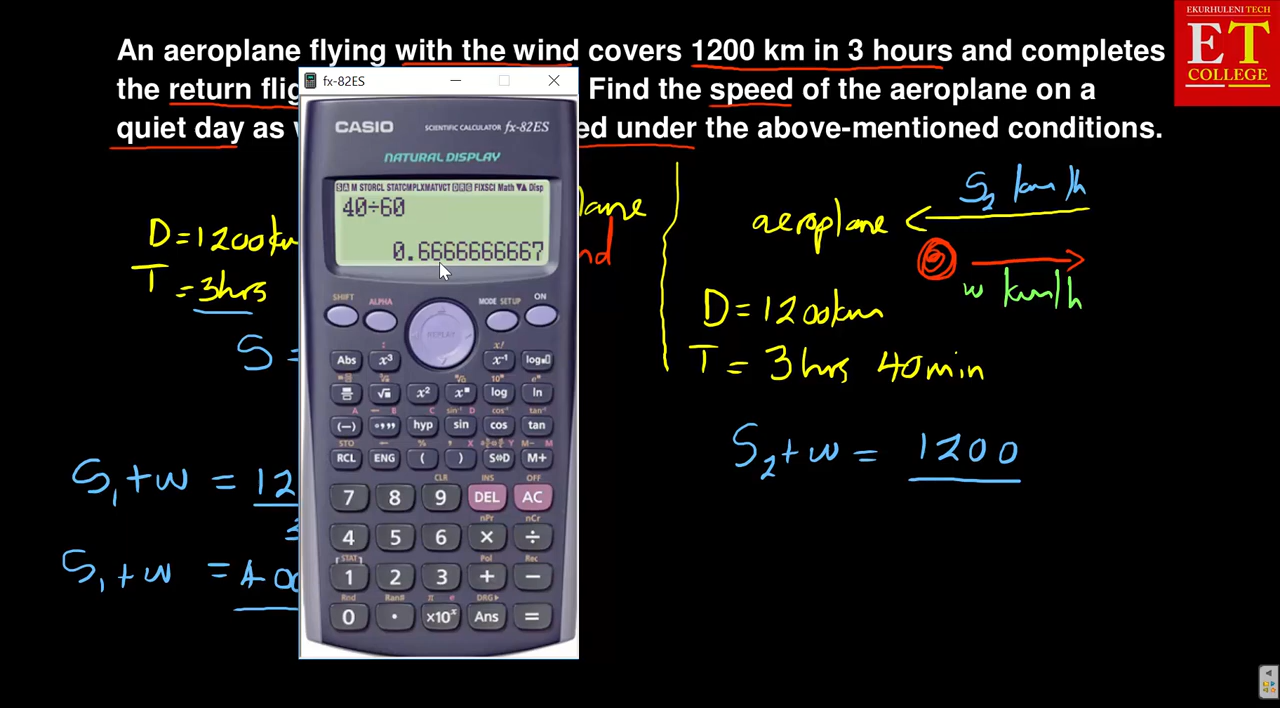 EKURHULENI TECH
ET
COLLEGE
An aeroplane flying with the wind covers 1200 km in 3 hours and completes
the return flig
Find the speed of the aeroplane on a
quiet day as
ed under the above-mentioned conditions.
fx-82ES
CASIO SCIENTIFIC CALCULATOR fx-82ES
NATURAL DISPLAY
40÷60
0.6666666667
SHIFT ALPHA MODE SETUP ON
Abs x³ x⁻¹ log
x² log ln
(−) hyp sin cos tan
RCL ENG ( ) S⇔D M+
7 8 9 DEL AC
4 5 6 × ÷
1 2 3 + −
0 . ×10ˣ Ans =
D=1200km
T = 3hrs
S =
S₁+w = 12
S₁+w = 400
lane
nd
S₂ km/h
aeroplane
w km/h
D=1200km
T = 3hrs 40min
S₂+w = 1200